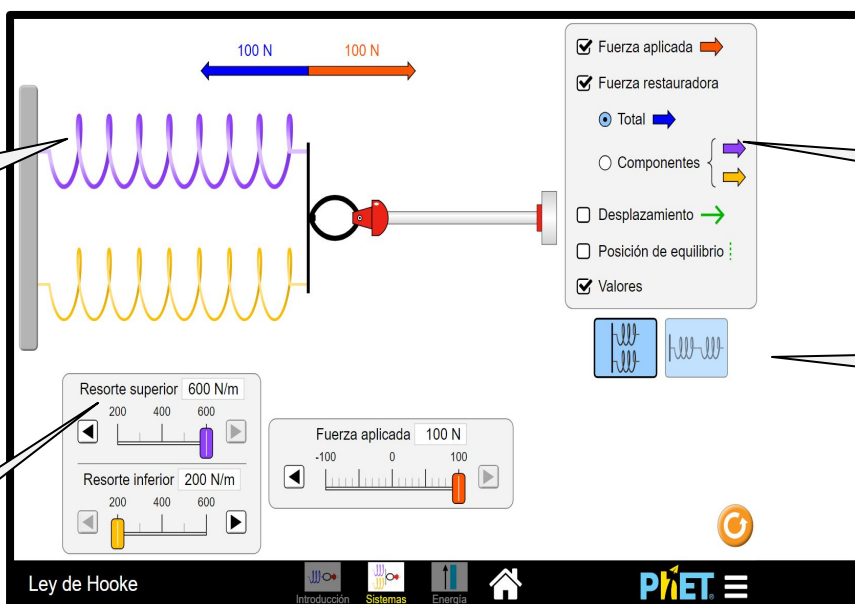 100 N 100 N
Fuerza aplicada
Fuerza restauradora
Total
Componentes
Desplazamiento
Posición de equilibrio
Valores
Resorte superior 600 N/m
200 400 600
Resorte inferior 200 N/m
200 400 600
Fuerza aplicada 100 N
-100 0 100
Ley de Hooke
Introducción Sistemas Energía
PhET